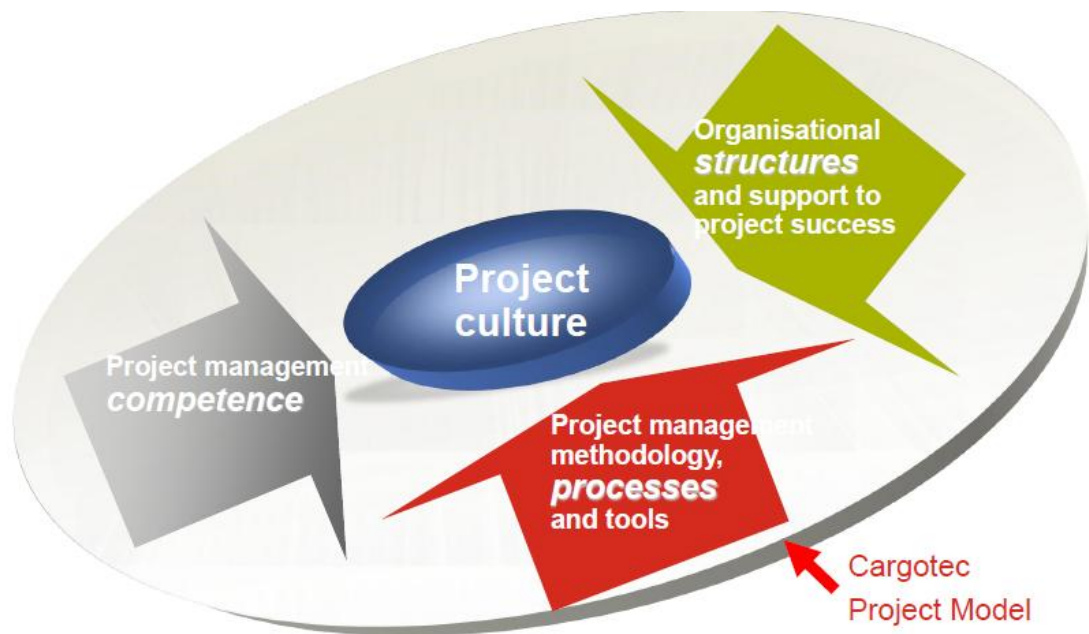 Organisational
structures
and support to
project success
Project
culture
Project management
competence
Project management
methodology,
processes
and tools
Cargotec
Project Model